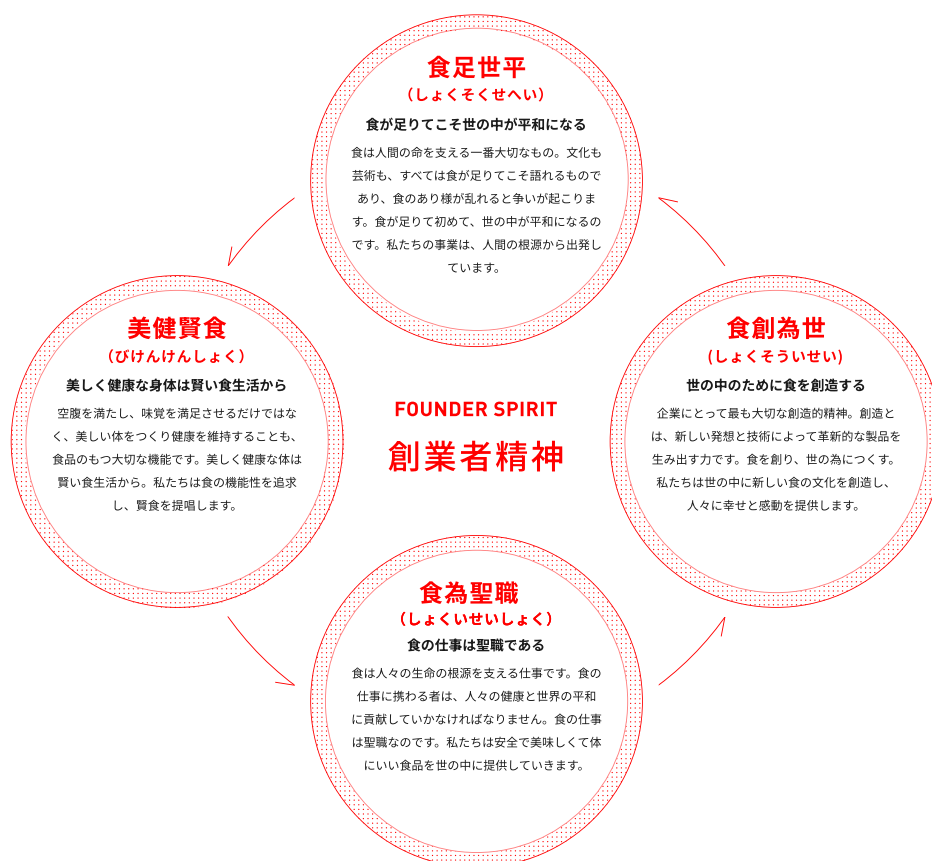 食足世平
（しょくそくせへい）
食が足りてこそ世の中が平和になる
食は人間の命を支える一番大切なもの。文化も
芸術も、すべては食が足りてこそ語れるもので
あり、食のあり様が乱れると争いが起こりま
す。食が足りて初めて、世の中が平和になるの
です。私たちの事業は、人間の根源から出発し
ています。
美健賢食
（びけんけんしょく）
美しく健康な身体は賢い食生活から
空腹を満たし、味覚を満足させるだけではな
く、美しい体をつくり健康を維持することも、
食品のもつ大切な機能です。美しく健康な体は
賢い食生活から。私たちは食の機能性を追求
し、賢食を提唱します。
FOUNDER SPIRIT
創業者精神
食創為世
(しょくそういせい)
世の中のために食を創造する
企業にとって最も大切な創造的精神。創造と
は、新しい発想と技術によって革新的な製品を
生み出す力です。食を創り、世の為につくす。
私たちは世の中に新しい食の文化を創造し、
人々に幸せと感動を提供します。
食為聖職
（しょくいせいしょく）
食の仕事は聖職である
食は人々の生命の根源を支える仕事です。食の
仕事に携わる者は、人々の健康と世界の平和
に貢献していかなければなりません。食の仕事
は聖職なのです。私たちは安全で美味しくて体
にいい食品を世の中に提供していきます。